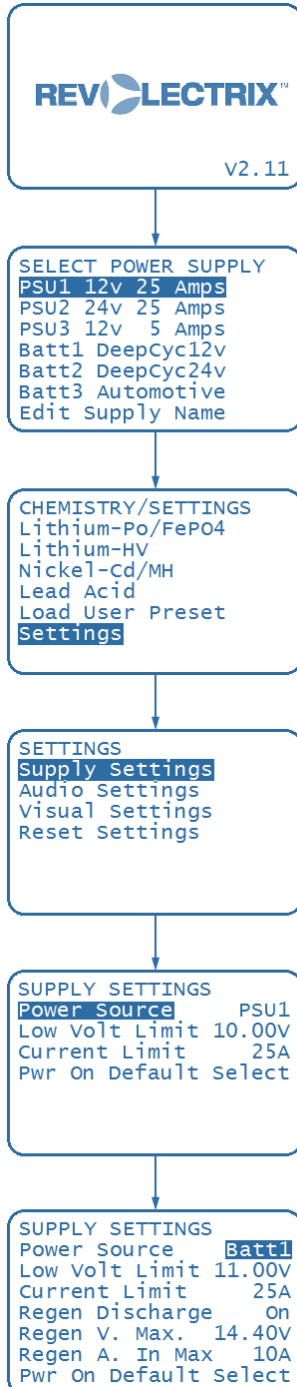 REVOLECTRIX™
v2.11
SELECT POWER SUPPLY
PSU1 12v 25 Amps
PSU2 24v 25 Amps
PSU3 12v 5 Amps
Batt1 DeepCyc12v
Batt2 DeepCyc24v
Batt3 Automotive
Edit Supply Name
CHEMISTRY/SETTINGS
Lithium-Po/FePO4
Lithium-HV
Nickel-Cd/MH
Lead Acid
Load User Preset
Settings
SETTINGS
Supply Settings
Audio Settings
Visual Settings
Reset Settings
SUPPLY SETTINGS
Power Source PSU1
Low Volt Limit 10.00V
Current Limit 25A
Pwr On Default Select
SUPPLY SETTINGS
Power Source Batt1
Low Volt Limit 11.00V
Current Limit 25A
Regen Discharge On
Regen V. Max. 14.40V
Regen A. In Max 10A
Pwr On Default Select